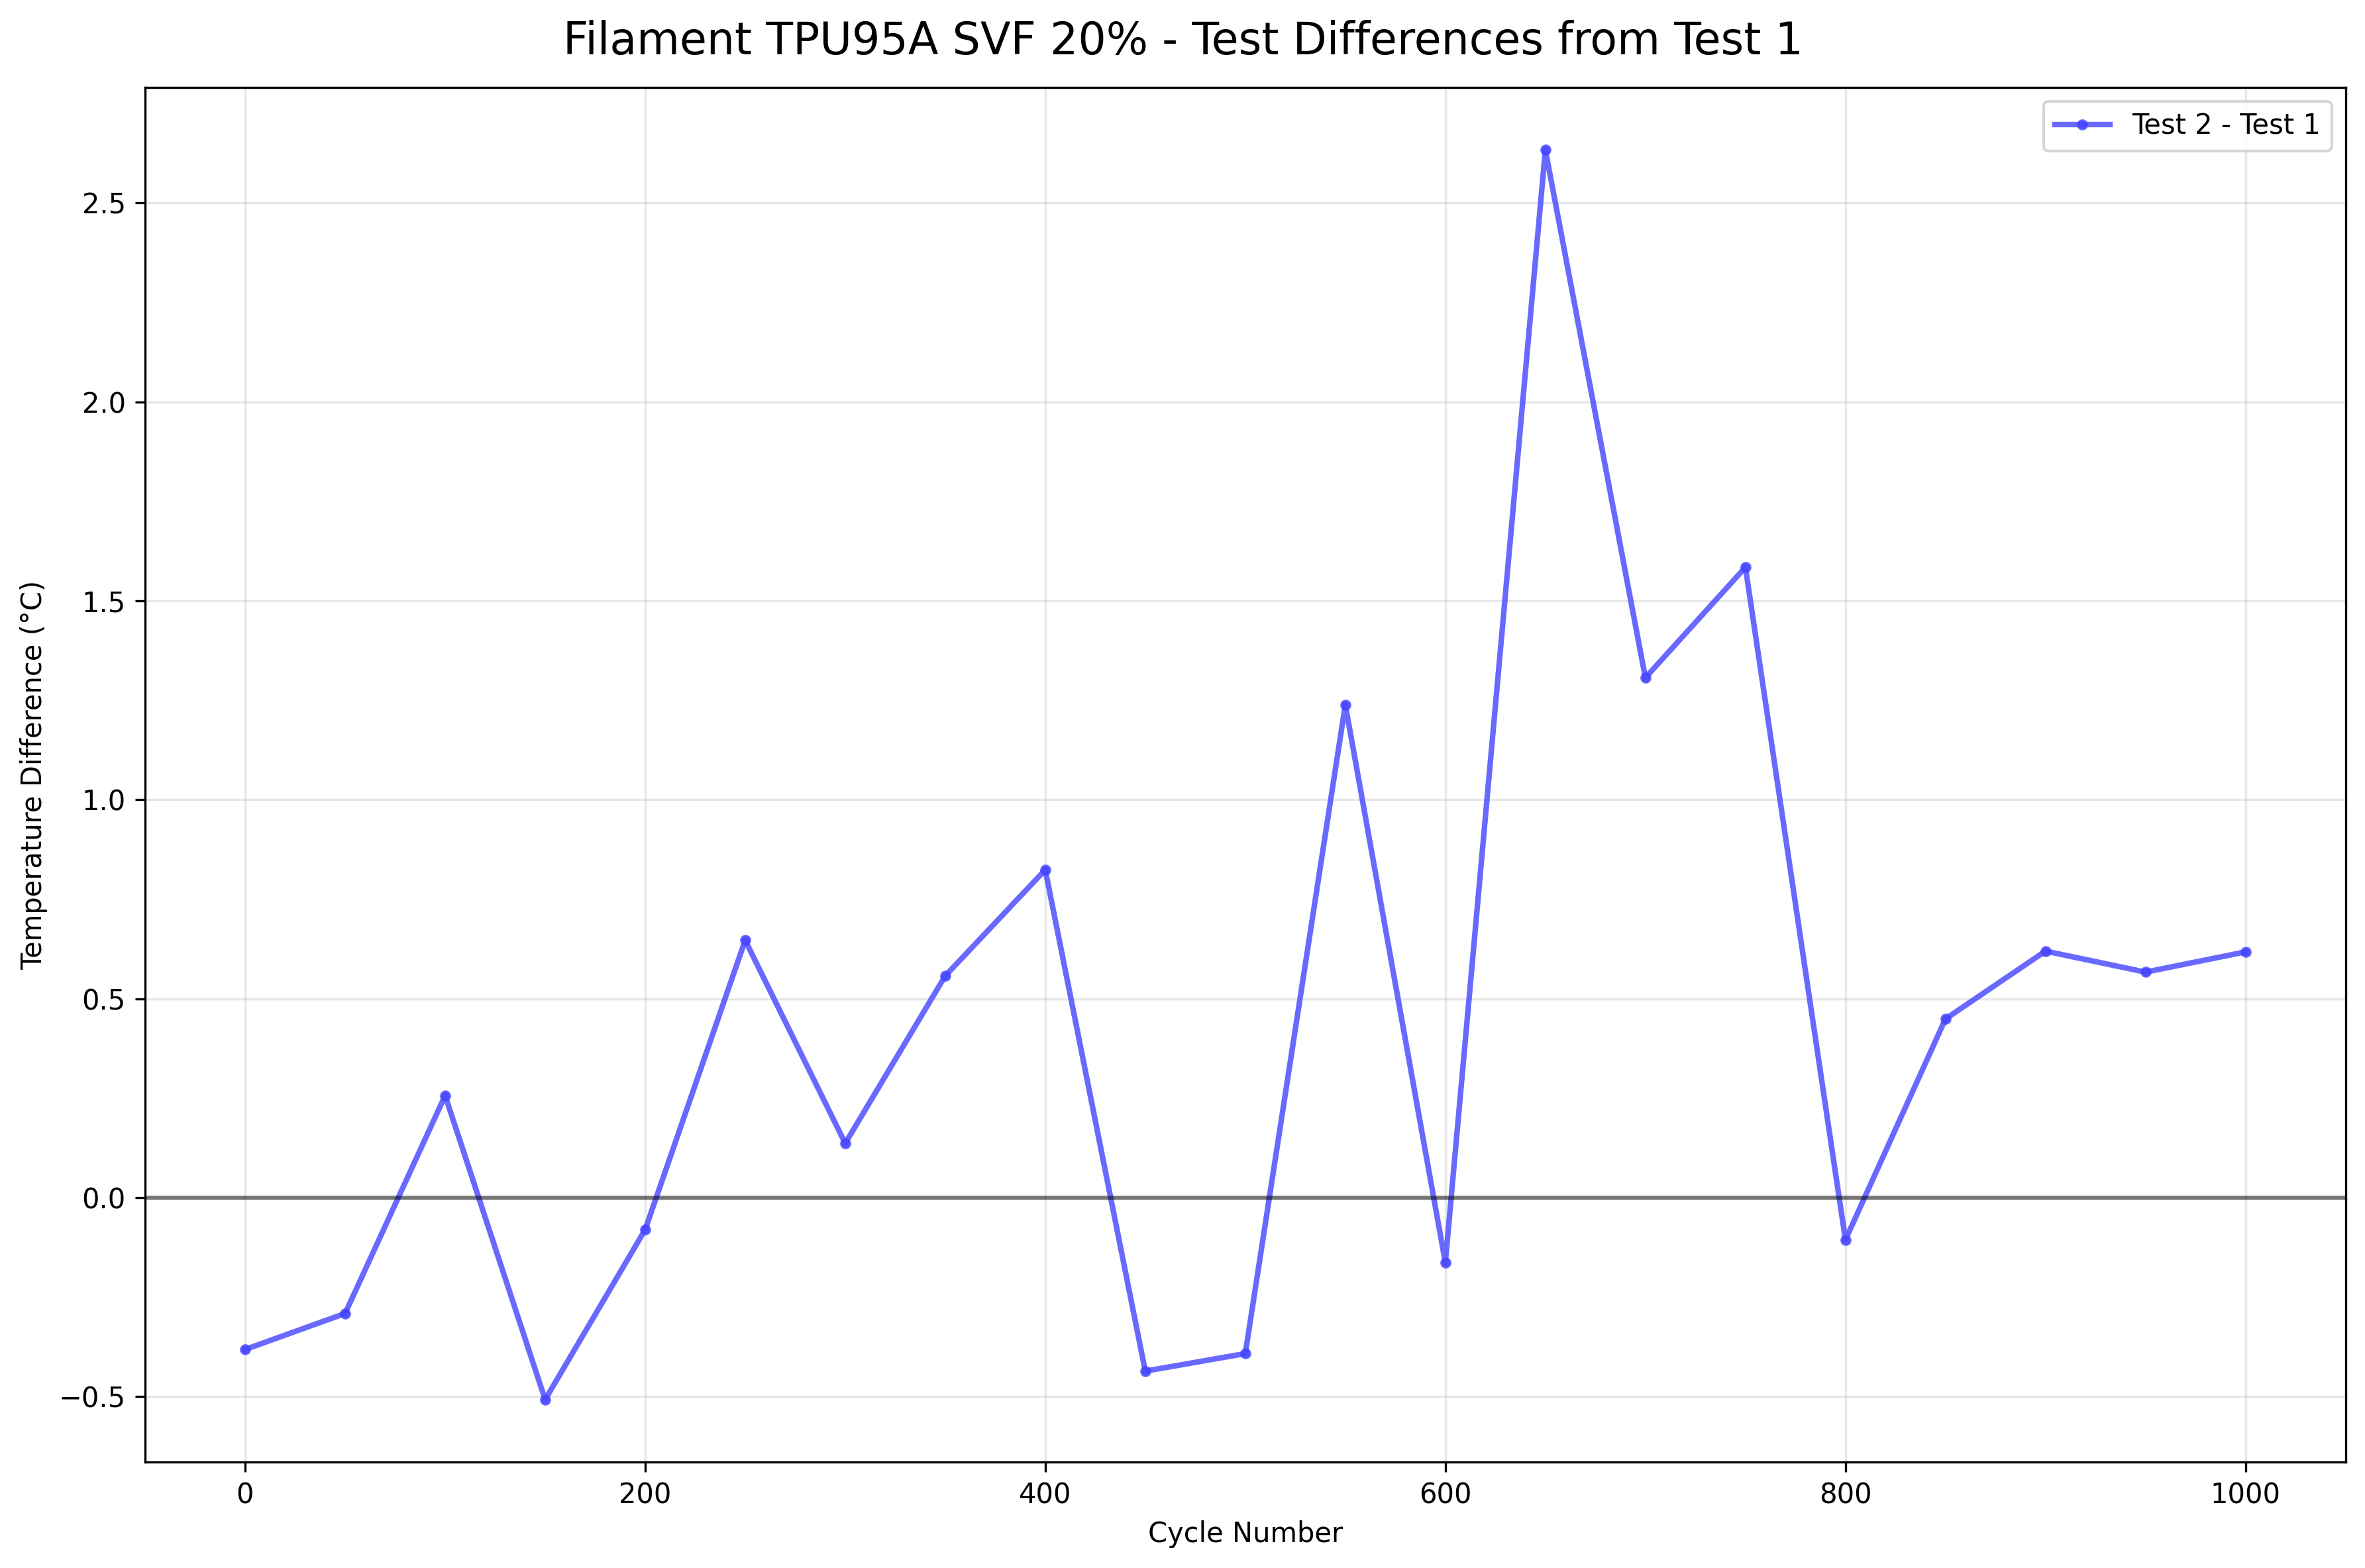 Filament TPU95A SVF 20% - Test Differences from Test 1
Test 2 - Test 1
Temperature Difference (°C)
2.5
2.0
1.5
1.0
0.5
0.0
−0.5
0 200 400 600 800 1000
Cycle Number